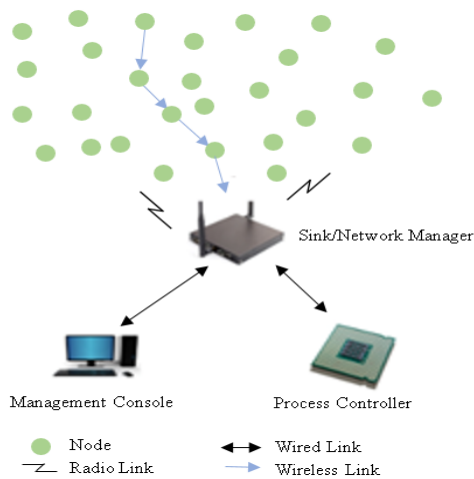 Sink/Network Manager
Management Console
Process Controller
Node
Wired Link
Radio Link
Wireless Link